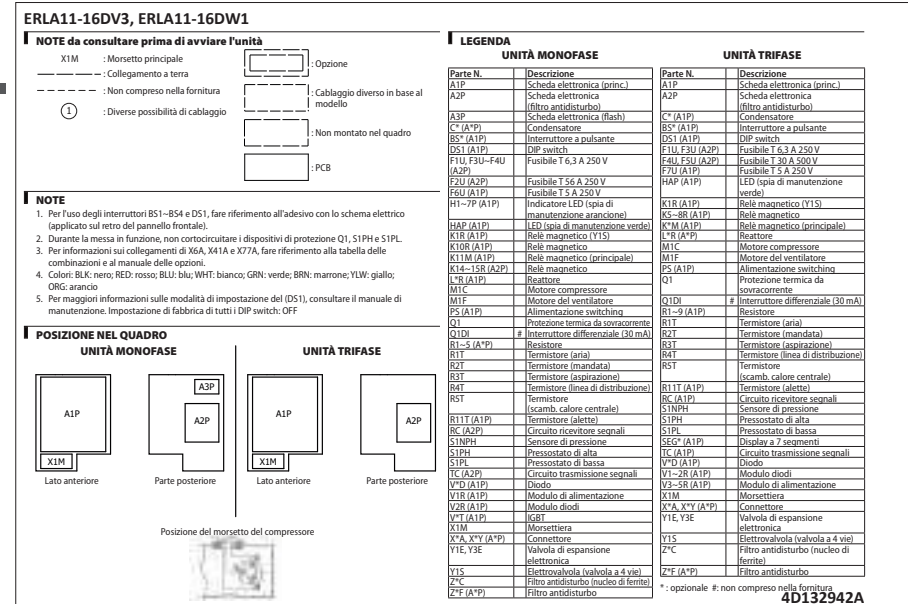 ERLA11-16DV3, ERLA11-16DW1
NOTE da consultare prima di avviare l'unità
X1M : Morsetto principale
: Collegamento a terra
: Non compreso nella fornitura
1 : Diverse possibilità di cablaggio
: Opzione
: Cablaggio diverso in base al
modello
: Non montato nel quadro
: PCB
NOTE
1. Per l'uso degli interruttori BS1~BS4 e DS1, fare riferimento all'adesivo con lo schema elettrico
(applicato sul retro del pannello frontale).
2. Durante la messa in funzione, non cortocircuitare i dispositivi di protezione Q1, S1PH e S1PL.
3. Per informazioni sui collegamenti di X6A, X41A e X77A, fare riferimento alla tabella delle
combinazioni e al manuale delle opzioni.
4. Colori: BLK: nero; RED: rosso; BLU: blu; WHT: bianco; GRN: verde; BRN: marrone; YLW: giallo;
ORG: arancio
5. Per maggiori informazioni sulle modalità di impostazione del (DS1), consultare il manuale di
manutenzione. Impostazione di fabbrica di tutti i DIP switch: OFF
POSIZIONE NEL QUADRO
UNITÀ MONOFASE
A1P
X1M
Lato anteriore
A3P
A2P
Parte posteriore
UNITÀ TRIFASE
A1P
X1M
Lato anteriore
A2P
Parte posteriore
Posizione del morsetto del compressore
LEGENDA
UNITÀ MONOFASE
Parte N. Descrizione
A1P Scheda elettronica (princ.)
A2P Scheda elettronica
(filtro antidisturbo)
A3P Scheda elettronica (flash)
C* (A*P) Condensatore
BS* (A1P) Interruttore a pulsante
DS1 (A1P) DIP switch
F1U, F3U~F4U Fusibile T 6,3 A 250 V
(A2P)
F2U (A2P) Fusibile T 56 A 250 V
F6U (A1P) Fusibile T 5 A 250 V
H1~7P (A1P) Indicatore LED (spia di
manutenzione arancione)
HAP (A1P) LED (spia di manutenzione verde)
K1R (A1P) Relè magnetico (Y1S)
K10R (A1P) Relè magnetico
K11M (A1P) Relè magnetico (principale)
K14~15R (A2P) Relè magnetico
L*R (A1P) Reattore
M1C Motore compressore
M1F Motore del ventilatore
PS (A1P) Alimentazione switching
Q1 Protezione termica da sovracorrente
Q1DI # Interruttore differenziale (30 mA)
R1~5 (A*P) Resistore
R1T Termistore (aria)
R2T Termistore (mandata)
R3T Termistore (aspirazione)
R4T Termistore (linea di distribuzione)
R5T Termistore
(scamb. calore centrale)
R11T (A1P) Termistore (alette)
RC (A2P) Circuito ricevitore segnali
S1NPH Sensore di pressione
S1PH Pressostato di alta
S1PL Pressostato di bassa
TC (A2P) Circuito trasmissione segnali
V*D (A1P) Diodo
V1R (A1P) Modulo di alimentazione
V2R (A1P) Modulo diodi
V*T (A1P) IGBT
X1M Morsettiera
X*A, X*Y (A*P) Connettore
Y1E, Y3E Valvola di espansione
elettronica
Y1S Elettrovalvola (valvola a 4 vie)
Z*C Filtro antidisturbo (nucleo di ferrite)
Z*F (A*P) Filtro antidisturbo
UNITÀ TRIFASE
Parte N. Descrizione
A1P Scheda elettronica (princ.)
A2P Scheda elettronica
(filtro antidisturbo)
C* (A1P) Condensatore
BS* (A1P) Interruttore a pulsante
DS1 (A1P) DIP switch
F1U, F3U (A2P) Fusibile T 6,3 A 250 V
F4U, F5U (A2P) Fusibile T 30 A 500 V
F7U (A1P) Fusibile T 5 A 250 V
HAP (A1P) LED (spia di manutenzione
verde)
K1R (A1P) Relè magnetico (Y1S)
K5~8R (A1P) Relè magnetico
K*M (A1P) Relè magnetico (principale)
L*R (A*P) Reattore
M1C Motore compressore
M1F Motore del ventilatore
PS (A1P) Alimentazione switching
Q1 Protezione termica da
sovracorrente
Q1DI # Interruttore differenziale (30 mA)
R1~9 (A1P) Resistore
R1T Termistore (aria)
R2T Termistore (mandata)
R3T Termistore (aspirazione)
R4T Termistore (linea di distribuzione)
R5T Termistore
(scamb. calore centrale)
R11T (A1P) Termistore (alette)
RC (A1P) Circuito ricevitore segnali
S1NPH Sensore di pressione
S1PH Pressostato di alta
S1PL Pressostato di bassa
SEG* (A1P) Display a 7 segmenti
TC (A1P) Circuito trasmissione segnali
V*D (A1P) Diodo
V1~2R (A1P) Modulo diodi
V3~5R (A1P) Modulo di alimentazione
X1M Morsettiera
X*A, X*Y (A*P) Connettore
Y1E, Y3E Valvola di espansione
elettronica
Y1S Elettrovalvola (valvola a 4 vie)
Z*C Filtro antidisturbo (nucleo di
ferrite)
Z*F (A*P) Filtro antidisturbo
* : opzionale #: non compreso nella fornitura
4D132942A